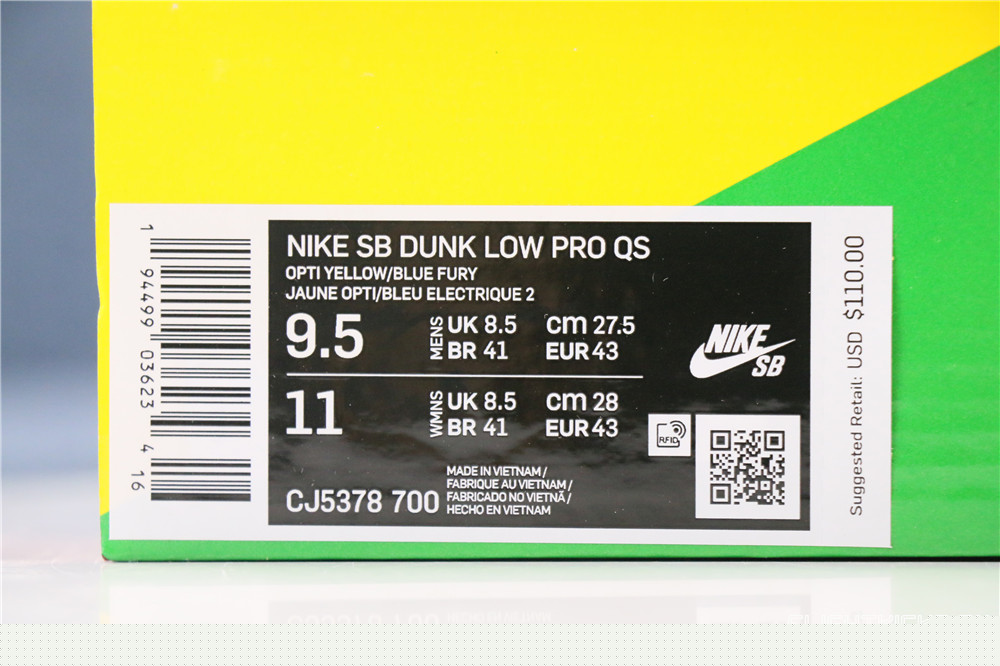 NIKE SB DUNK LOW PRO QS
OPTI YELLOW/BLUE FURY
JAUNE OPTI/BLEU ELECTRIQUE 2
9.5 MENS UK 8.5 cm 27.5
BR 41 EUR 43
11 WMNS UK 8.5 cm 28
BR 41 EUR 43
NIKE
SB
RFID
CJ5378 700
MADE IN VIETNAM /
FABRIQUE AU VIETNAM /
FABRICADO NO VIETNÃ /
HECHO EN VIETNAM
1 94499 03623 4 16
Suggested Retail: USD $110.00